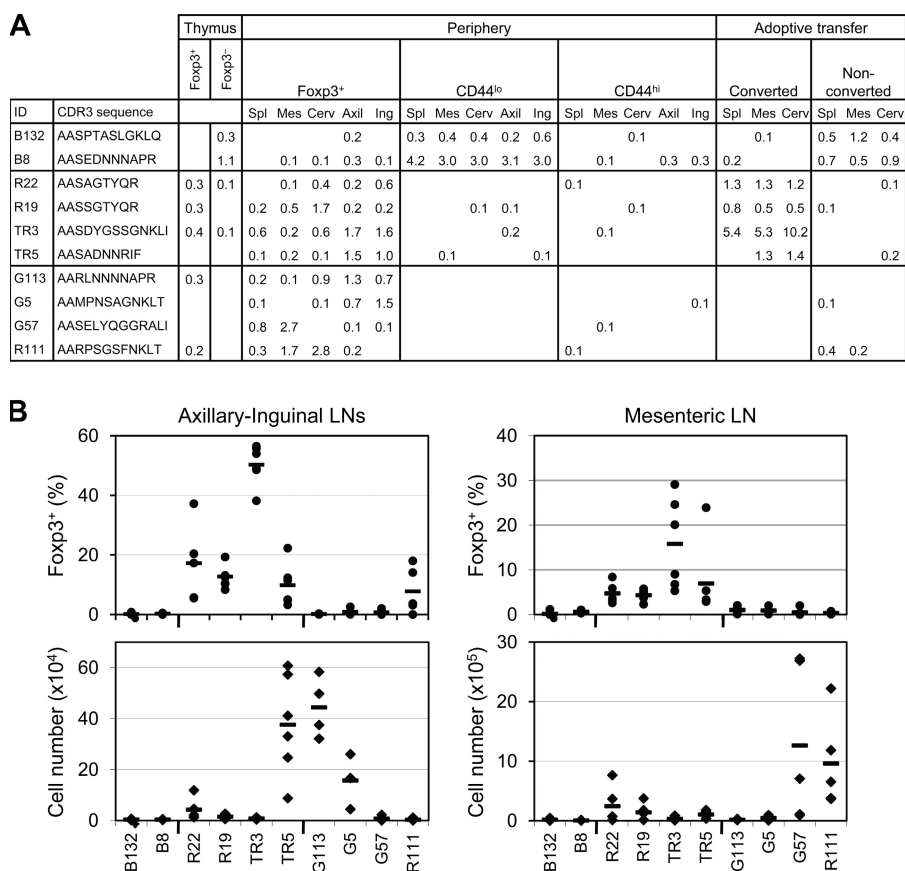 A
Thymus Periphery Adoptive transfer
Foxp3⁺ Foxp3⁻ Foxp3⁺ CD44ˡᵒ CD44ʰⁱ Converted Non-converted
ID CDR3 sequence Spl Mes Cerv Axil Ing Spl Mes Cerv Axil Ing Spl Mes Cerv Axil Ing Spl Mes Cerv Spl Mes Cerv
B132 AASPTASLGKLQ 0.3 0.2 0.3 0.4 0.4 0.2 0.6 0.1 0.1 0.5 1.2 0.4
B8 AASEDNNNAPR 1.1 0.1 0.1 0.3 0.1 4.2 3.0 3.0 3.1 3.0 0.1 0.3 0.3 0.2 0.7 0.5 0.9
R22 AASAGTYQR 0.3 0.1 0.1 0.4 0.2 0.6 0.1 1.3 1.3 1.2 0.1
R19 AASSGTYQR 0.3 0.2 0.5 1.7 0.2 0.2 0.1 0.1 0.1 0.8 0.5 0.5 0.1
TR3 AASDYGSSGNKLI 0.4 0.1 0.6 0.2 0.6 1.7 1.6 0.2 0.1 5.4 5.3 10.2
TR5 AASADNNRIF 0.1 0.2 0.1 1.5 1.0 0.1 0.1 1.3 1.4 0.2
G113 AARLNNNNAPR 0.3 0.2 0.1 0.9 1.3 0.7
G5 AAMPNSAGNKLT 0.1 0.1 0.7 1.5 0.1 0.1
G57 AASELYQGGRALI 0.8 2.7 0.1 0.1 0.1
R111 AARPSGSFNKLT 0.2 0.3 1.7 2.8 0.2 0.1 0.4 0.2
B
Axillary-Inguinal LNs
Foxp3⁺ (%)
60
40
20
0
Mesenteric LN
Foxp3⁺ (%)
40
30
20
10
0
Cell number (x10⁴)
60
40
20
0
B132 B8 R22 R19 TR3 TR5 G113 G5 G57 R111
Cell number (x10⁵)
30
20
10
0
B132 B8 R22 R19 TR3 TR5 G113 G5 G57 R111